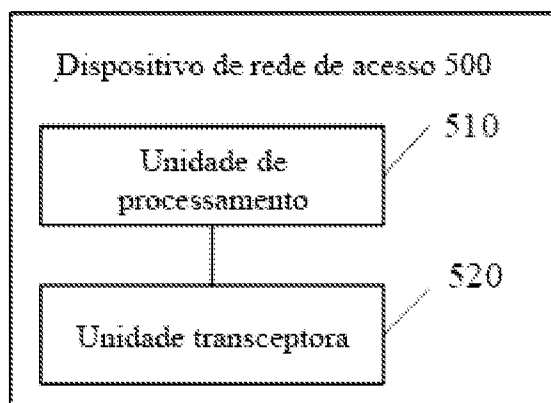 Dispositivo de rede de acesso 500
510
Unidade de
processamento
520
Unidade transceptora